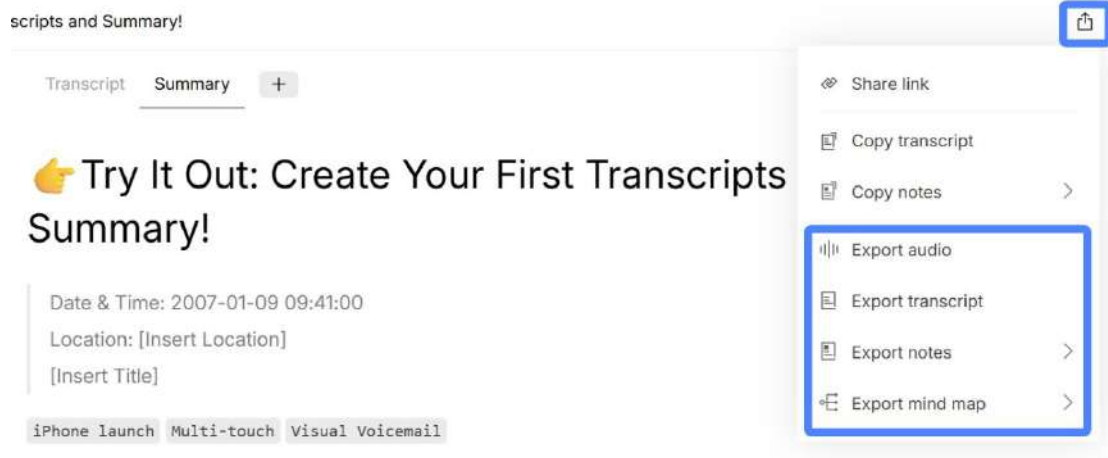 scripts and Summary!
Transcript Summary +
👉Try It Out: Create Your First Transcripts
Summary!
Date & Time: 2007-01-09 09:41:00
Location: [Insert Location]
[Insert Title]
iPhone launch Multi-touch Visual Voicemail
Share link
Copy transcript
Copy notes
Export audio
Export transcript
Export notes
Export mind map